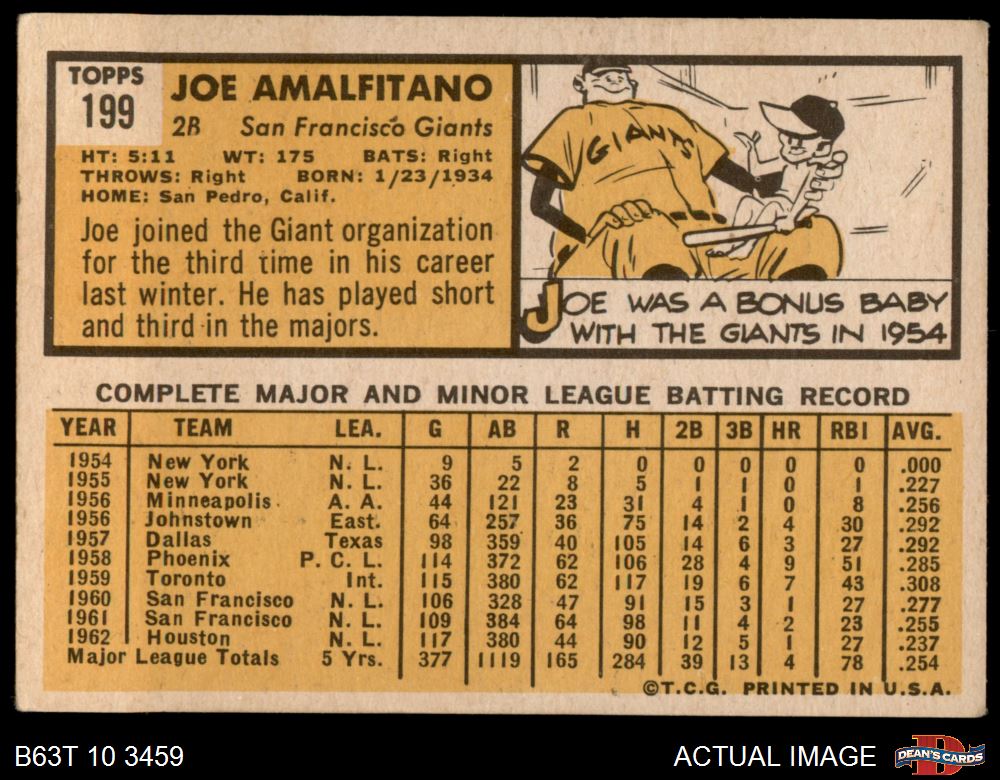 TOPPS
199
JOE AMALFITANO
2B San Francisco Giants
HT: 5:11 WT: 175 BATS: Right
THROWS: Right BORN: 1/23/1934
HOME: San Pedro, Calif.
Joe joined the Giant organization
for the third time in his career
last winter. He has played short
and third in the majors.
GIANTS
JOE WAS A BONUS BABY
WITH THE GIANTS IN 1954
COMPLETE MAJOR AND MINOR LEAGUE BATTING RECORD
YEAR TEAM LEA. G AB R H 2B 3B HR RBI AVG.
1954 New York N. L. 9 5 2 0 0 0 0 0 .000
1955 New York N. L. 36 22 8 5 1 1 0 1 .227
1956 Minneapolis A. A. 44 121 23 31 4 1 0 8 .256
1956 Johnstown East. 64 257 36 75 14 2 4 30 .292
1957 Dallas Texas 98 359 40 105 14 6 3 27 .292
1958 Phoenix P. C. L. 114 372 62 106 28 4 9 51 .285
1959 Toronto Int. 115 380 62 117 19 6 7 43 .308
1960 San Francisco N. L. 106 328 47 91 15 3 1 27 .277
1961 San Francisco N. L. 109 384 64 98 11 4 2 23 .255
1962 Houston N. L. 117 380 44 90 12 5 1 27 .237
Major League Totals 5 Yrs. 377 1119 165 284 39 13 4 78 .254
©T.C.G. PRINTED IN U.S.A.
B63T 10 3459
ACTUAL IMAGE
D
DEAN'S CARDS